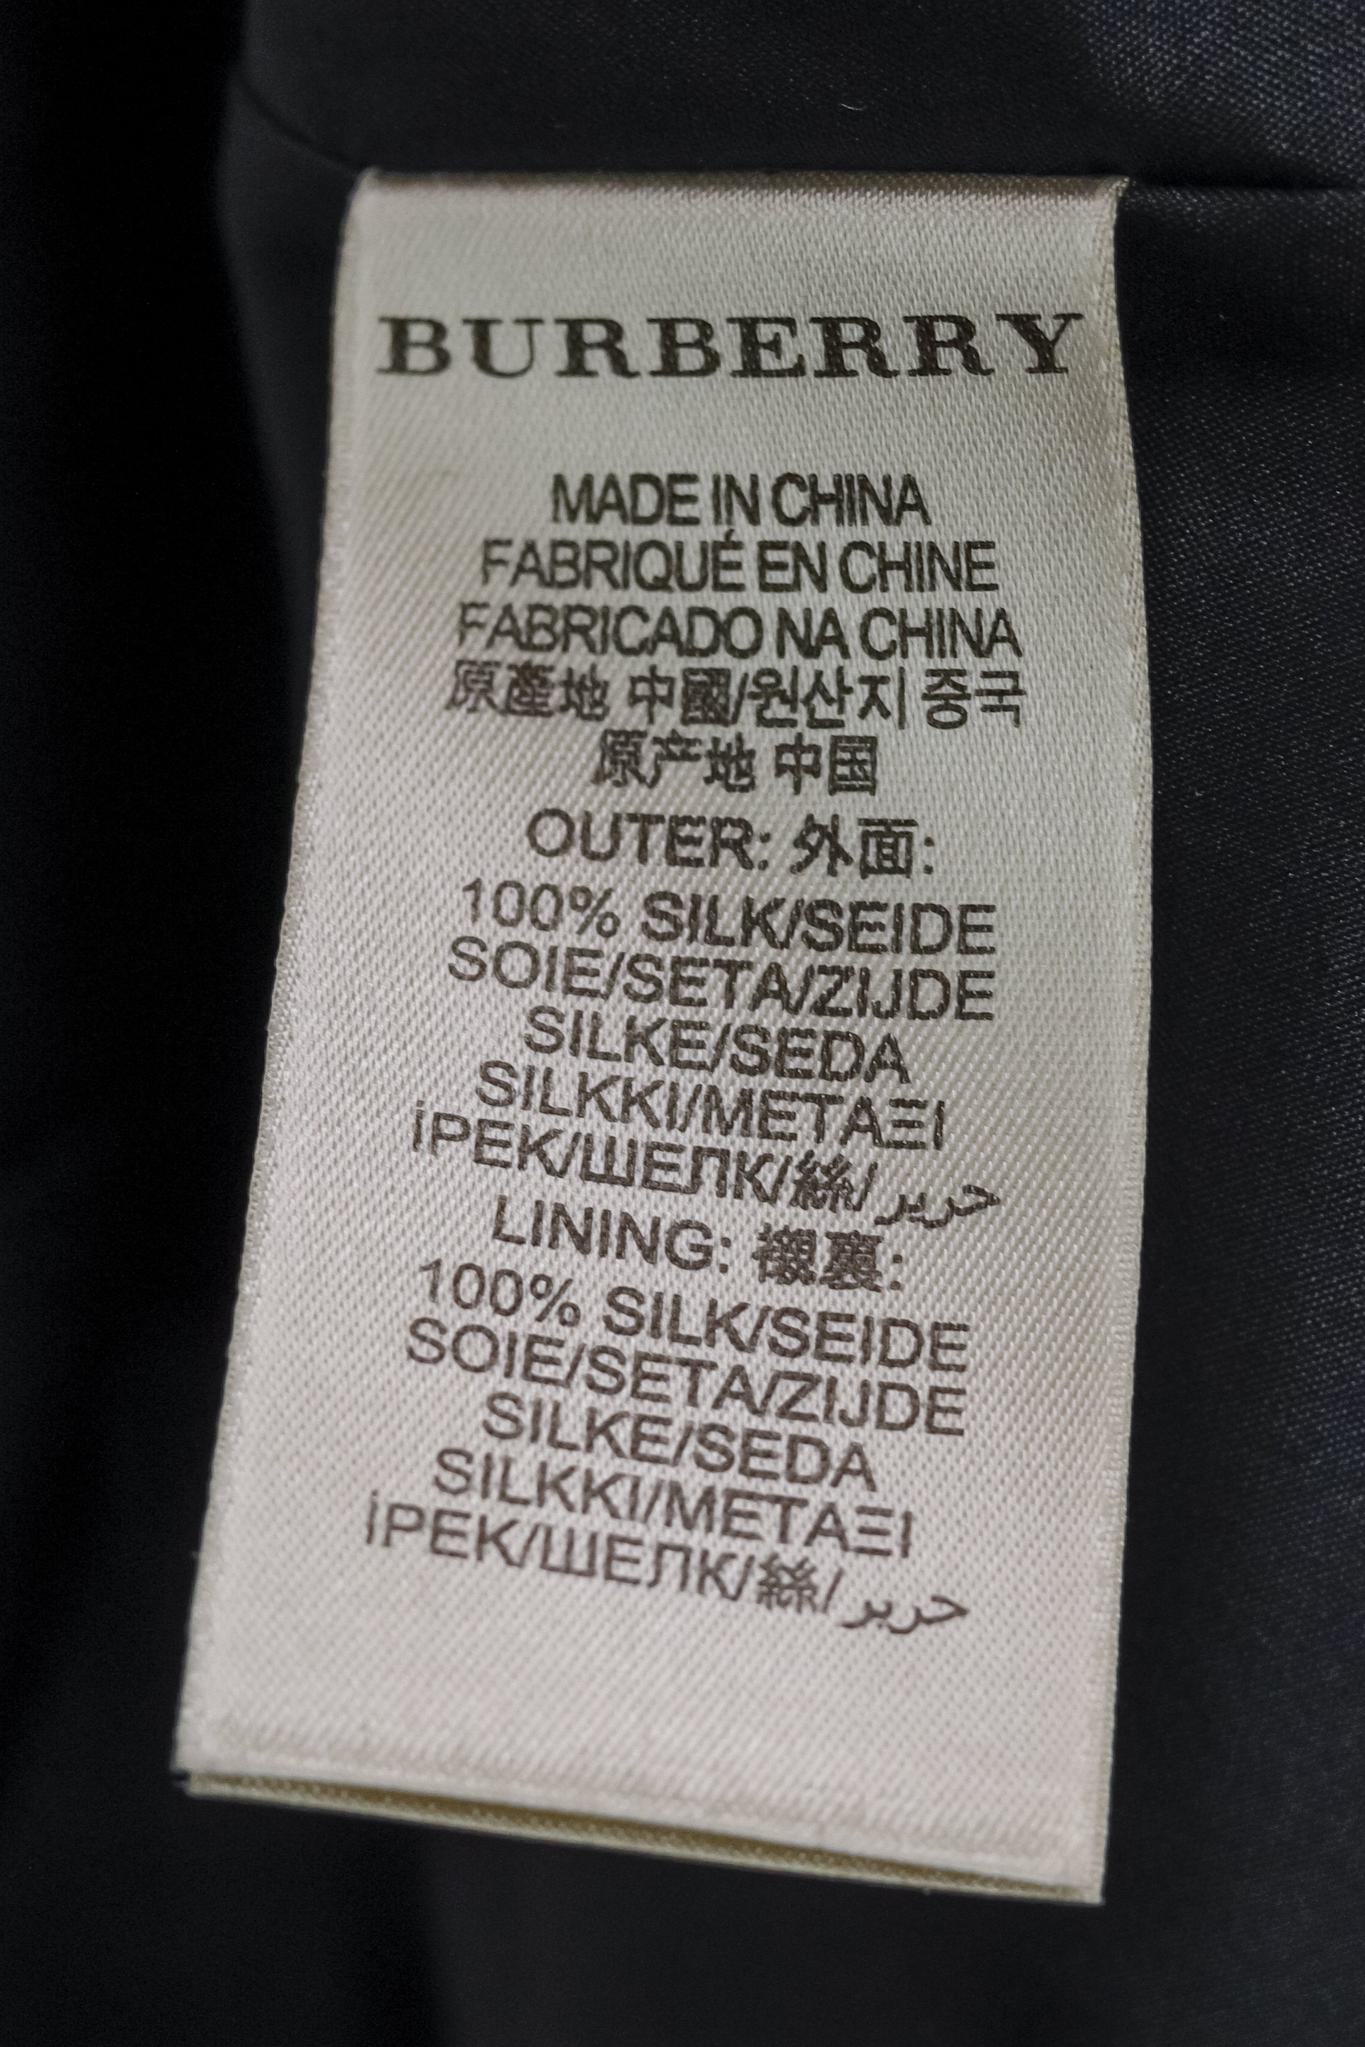 BURBERRY
MADE IN CHINA
FABRIQUÉ EN CHINE
FABRICADO NA CHINA
原產地 中國/원산지 중국
原产地 中国
OUTER: 外面:
100% SILK/SEIDE
SOIE/SETA/ZIJDE
SILKE/SEDA
SILKKI/ΜΕΤΑΞΙ
İPEK/ШЕЛК/絲/حرير
LINING: 襯裏:
100% SILK/SEIDE
SOIE/SETA/ZIJDE
SILKE/SEDA
SILKKI/ΜΕΤΑΞΙ
İPEK/ШЕЛК/絲/حرير